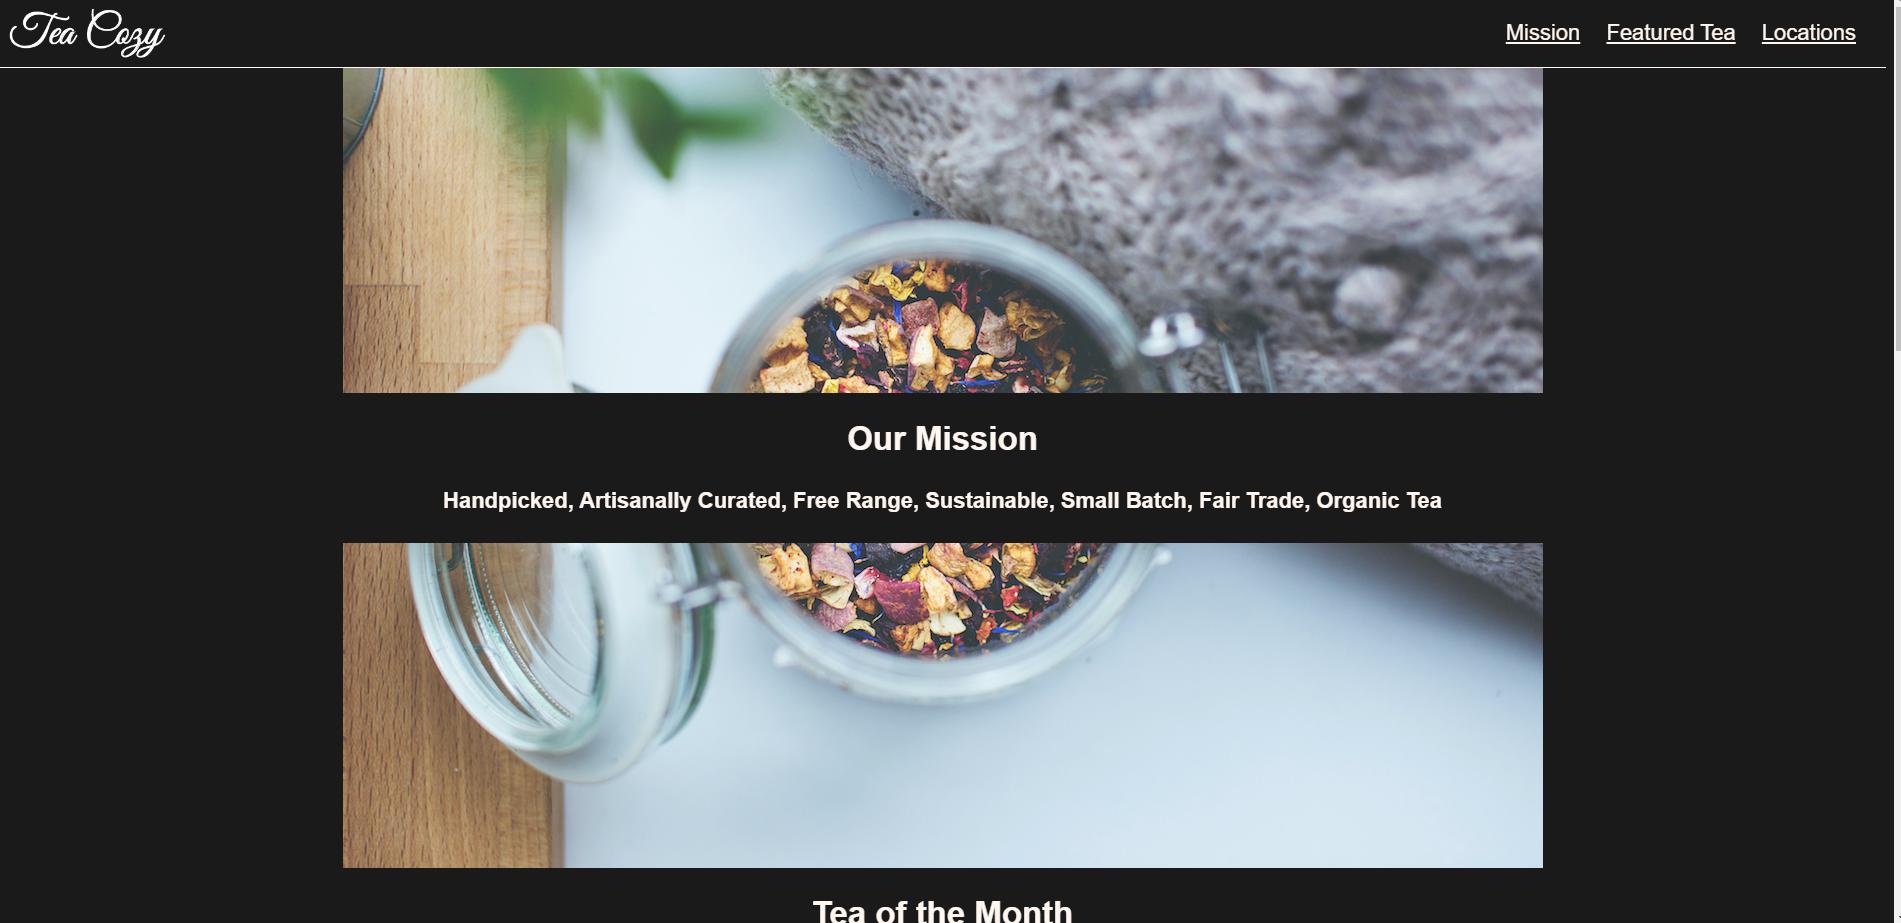 Tea Cozy
Mission Featured Tea Locations
Our Mission
Handpicked, Artisanally Curated, Free Range, Sustainable, Small Batch, Fair Trade, Organic Tea
Tea of the Month